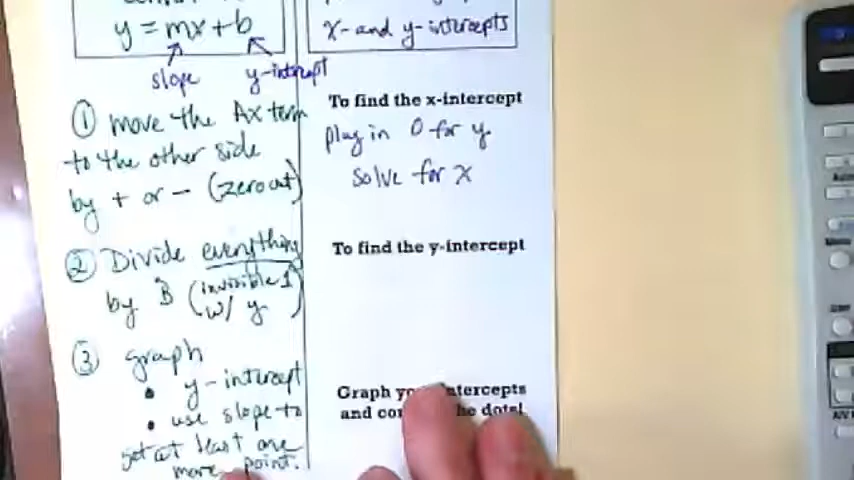 y = mx + b
slope y-intercept
① move the Ax term
to the other side
by + or - (zero out)
② Divide everything
by B (invisible 1
w/ y)
③ graph
• y-intercept
• use slope to
get at least one
more point.
x- and y-intercepts
To find the x-intercept
plug in 0 for y
solve for x
To find the y-intercept
Graph intercepts
and the dots!